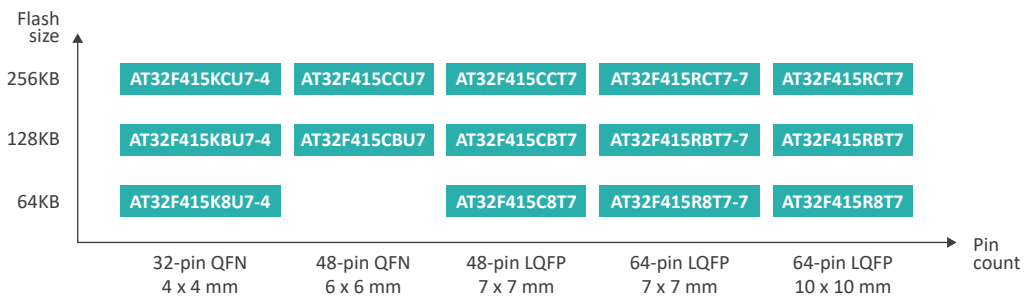 Flash
size
256KB
AT32F415KCU7-4
AT32F415CCU7
AT32F415CCT7
AT32F415RCT7-7
AT32F415RCT7
128KB
AT32F415KBU7-4
AT32F415CBU7
AT32F415CBT7
AT32F415RBT7-7
AT32F415RBT7
64KB
AT32F415K8U7-4
AT32F415C8T7
AT32F415R8T7-7
AT32F415R8T7
32-pin QFN
4 x 4 mm
48-pin QFN
6 x 6 mm
48-pin LQFP
7 x 7 mm
64-pin LQFP
7 x 7 mm
64-pin LQFP
10 x 10 mm
Pin
count